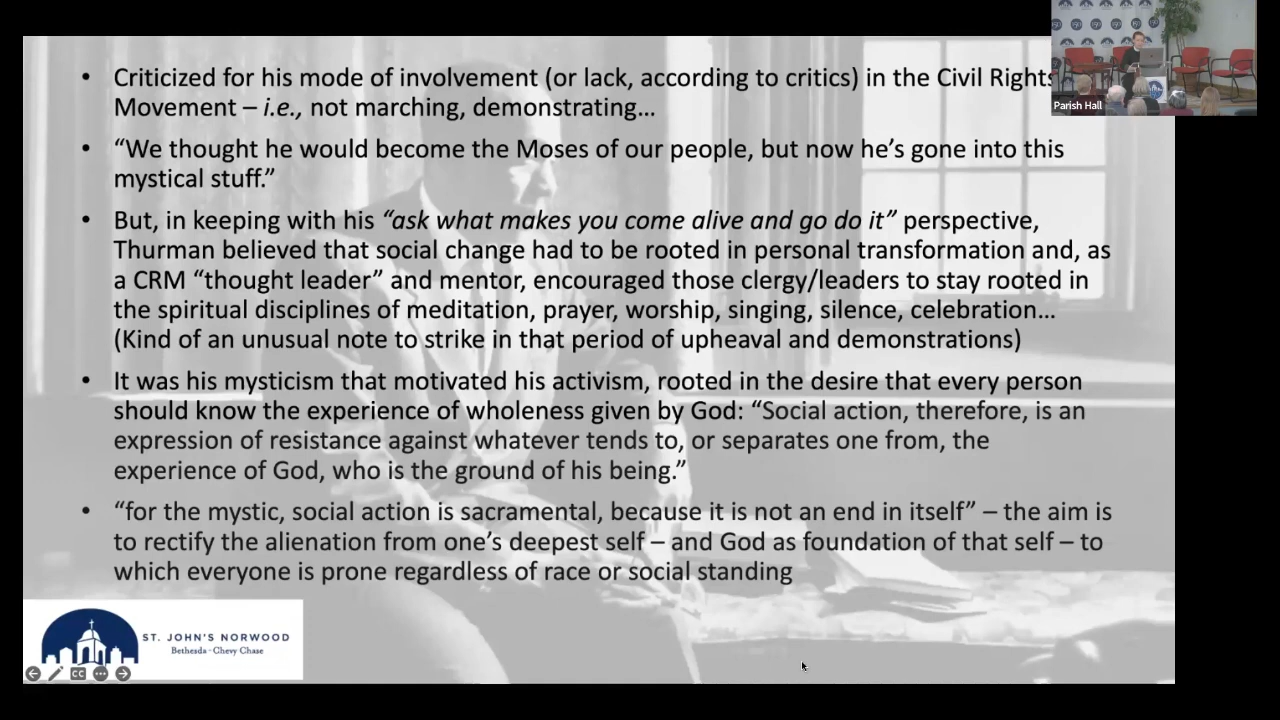 • Criticized for his mode of involvement (or lack, according to critics) in the Civil Rights
Movement – i.e., not marching, demonstrating…
• “We thought he would become the Moses of our people, but now he’s gone into this
mystical stuff.”
• But, in keeping with his “ask what makes you come alive and go do it” perspective,
Thurman believed that social change had to be rooted in personal transformation and, as
a CRM “thought leader” and mentor, encouraged those clergy/leaders to stay rooted in
the spiritual disciplines of meditation, prayer, worship, singing, silence, celebration…
(Kind of an unusual note to strike in that period of upheaval and demonstrations)
• It was his mysticism that motivated his activism, rooted in the desire that every person
should know the experience of wholeness given by God: “Social action, therefore, is an
expression of resistance against whatever tends to, or separates one from, the
experience of God, who is the ground of his being.”
• “for the mystic, social action is sacramental, because it is not an end in itself” – the aim is
to rectify the alienation from one’s deepest self – and God as foundation of that self – to
which everyone is prone regardless of race or social standing
ST. JOHN'S NORWOOD
Bethesda - Chevy Chase
CC
Parish Hall